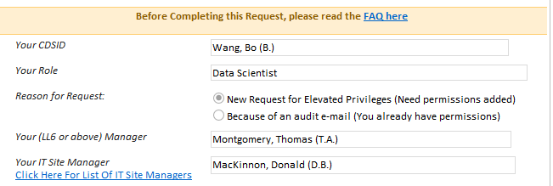 Before Completing this Request, please read the FAQ here
Your CDSID Wang, Bo (B.)
Your Role Data Scientist
Reason for Request: New Request for Elevated Privileges (Need permissions added)
Because of an audit e-mail (You already have permissions)
Your (LL6 or above) Manager Montgomery, Thomas (T.A.)
Your IT Site Manager MacKinnon, Donald (D.B.)
Click Here For List Of IT Site Managers